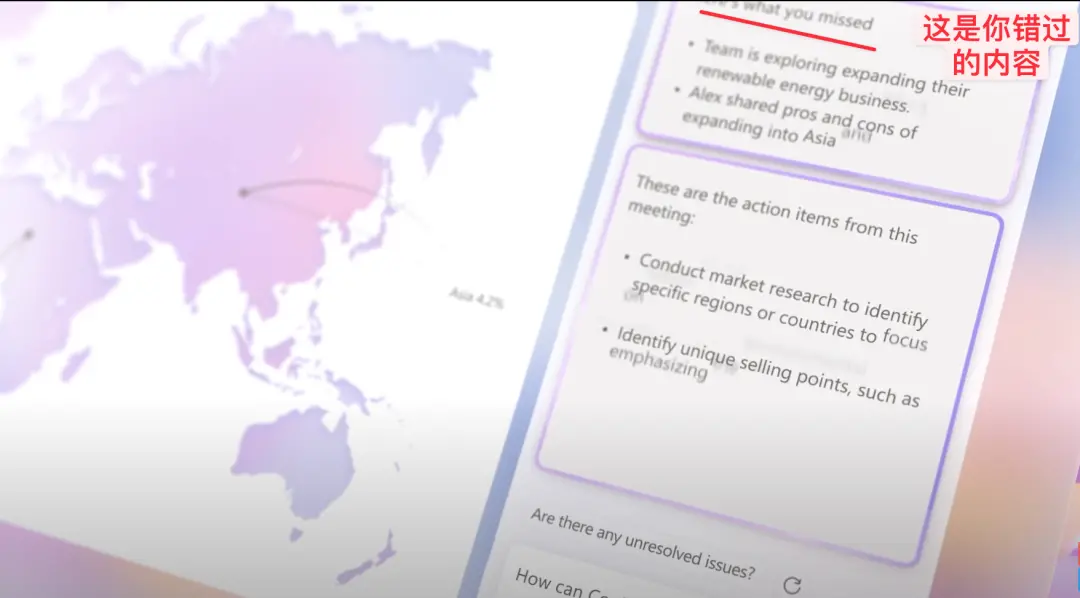 what you missed
这是你错过
的内容
• Team is exploring expanding their
renewable energy business.
• Alex shared pros and cons of
expanding into Asia and
These are the action items from this
meeting:
• Conduct market research to identify
specific regions or countries to focus
on
• Identify unique selling points, such as
emphasizing
Asia 4.2%
Are there any unresolved issues?
How can